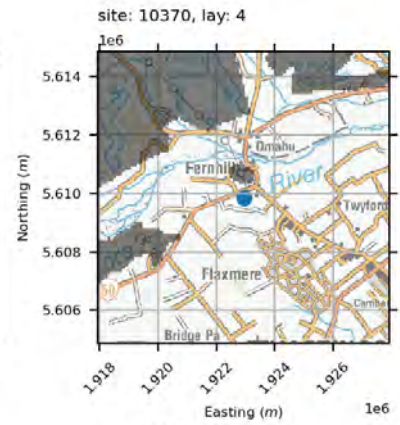 site: 10370, lay: 4
1e6
5.614
5.612
5.610
5.608
5.606
Northing (m)
Omahu
Fernhill
River
Twyford
Flaxmere
50
Bridge Pa
1.918
1.920
1.922
1.924
1.926
1e6
Easting (m)